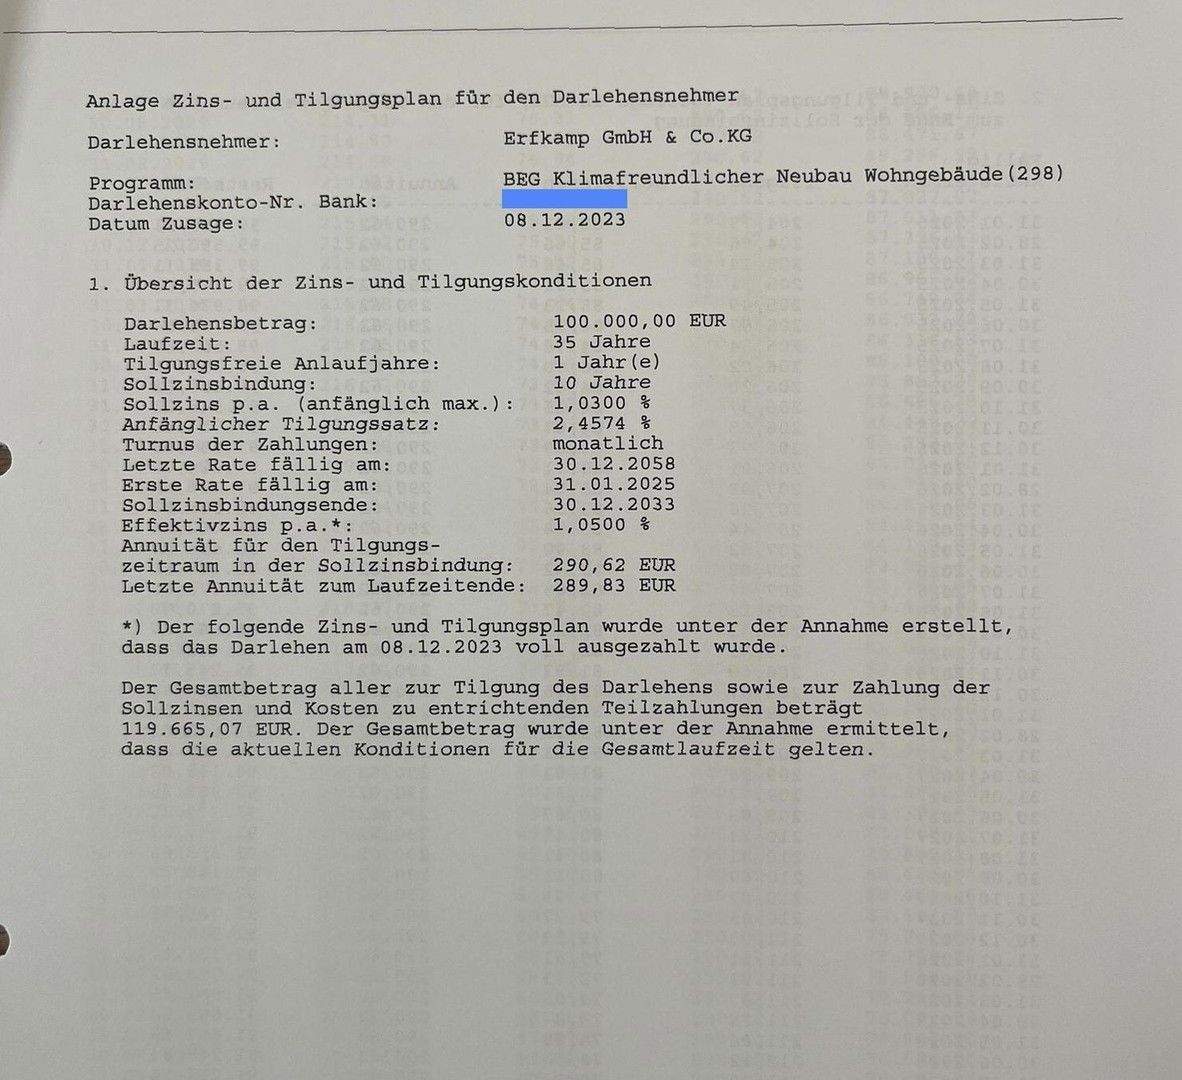 Anlage Zins- und Tilgungsplan für den Darlehensnehmer
Darlehensnehmer: Erfkamp GmbH & Co.KG
Programm: BEG Klimafreundlicher Neubau Wohngebäude(298)
Darlehenskonto-Nr. Bank:
Datum Zusage: 08.12.2023
1. Übersicht der Zins- und Tilgungskonditionen
Darlehensbetrag: 100.000,00 EUR
Laufzeit: 35 Jahre
Tilgungsfreie Anlaufjahre: 1 Jahr(e)
Sollzinsbindung: 10 Jahre
Sollzins p.a. (anfänglich max.): 1,0300 %
Anfänglicher Tilgungssatz: 2,4574 %
Turnus der Zahlungen: monatlich
Letzte Rate fällig am: 30.12.2058
Erste Rate fällig am: 31.01.2025
Sollzinsbindungsende: 30.12.2033
Effektivzins p.a.*: 1,0500 %
Annuität für den Tilgungs-
zeitraum in der Sollzinsbindung: 290,62 EUR
Letzte Annuität zum Laufzeitende: 289,83 EUR
*) Der folgende Zins- und Tilgungsplan wurde unter der Annahme erstellt,
dass das Darlehen am 08.12.2023 voll ausgezahlt wurde.
Der Gesamtbetrag aller zur Tilgung des Darlehens sowie zur Zahlung der
Sollzinsen und Kosten zu entrichtenden Teilzahlungen beträgt
119.665,07 EUR. Der Gesamtbetrag wurde unter der Annahme ermittelt,
dass die aktuellen Konditionen für die Gesamtlaufzeit gelten.